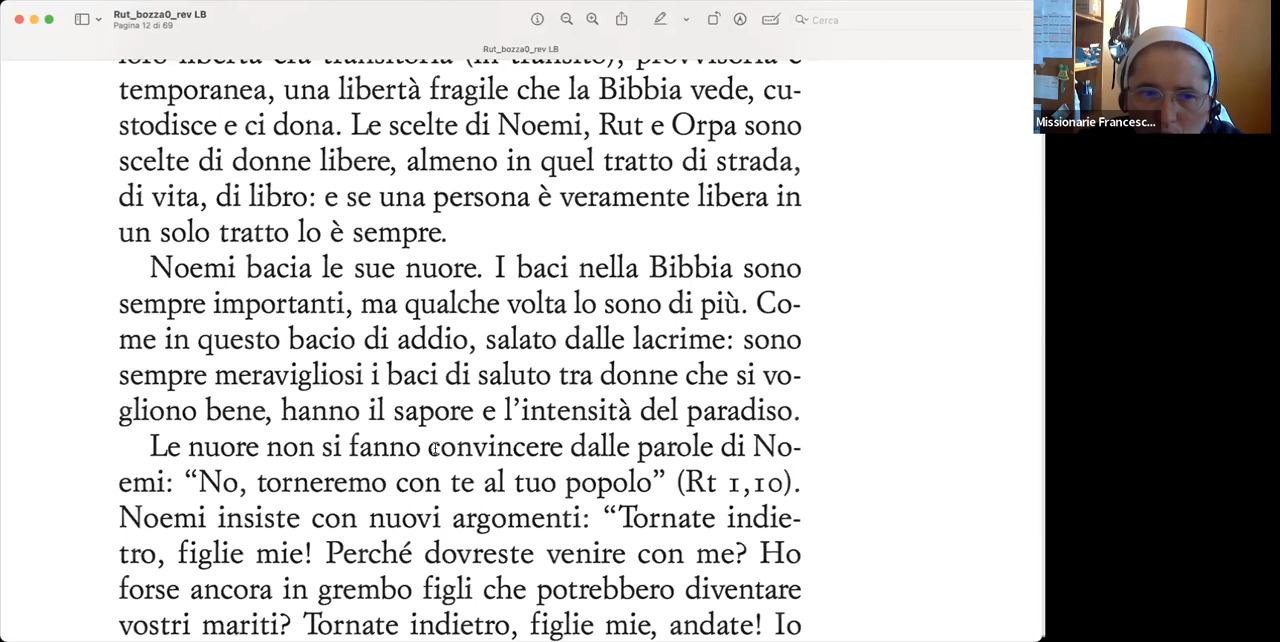 Rut_bozza0_rev LB
Pagina 12 di 69
Cerca
Rut_bozza0_rev LB
loro libertà era transitoria (in transito), provvisoria e
temporanea, una libertà fragile che la Bibbia vede, cu-
stodisce e ci dona. Le scelte di Noemi, Rut e Orpa sono
scelte di donne libere, almeno in quel tratto di strada,
di vita, di libro: e se una persona è veramente libera in
un solo tratto lo è sempre.
Noemi bacia le sue nuore. I baci nella Bibbia sono
sempre importanti, ma qualche volta lo sono di più. Co-
me in questo bacio di addio, salato dalle lacrime: sono
sempre meravigliosi i baci di saluto tra donne che si vo-
gliono bene, hanno il sapore e l’intensità del paradiso.
Le nuore non si fanno convincere dalle parole di No-
emi: “No, torneremo con te al tuo popolo” (Rt 1,10).
Noemi insiste con nuovi argomenti: “Tornate indie-
tro, figlie mie! Perché dovreste venire con me? Ho
forse ancora in grembo figli che potrebbero diventare
vostri mariti? Tornate indietro, figlie mie, andate! Io
Missionarie Francesc...